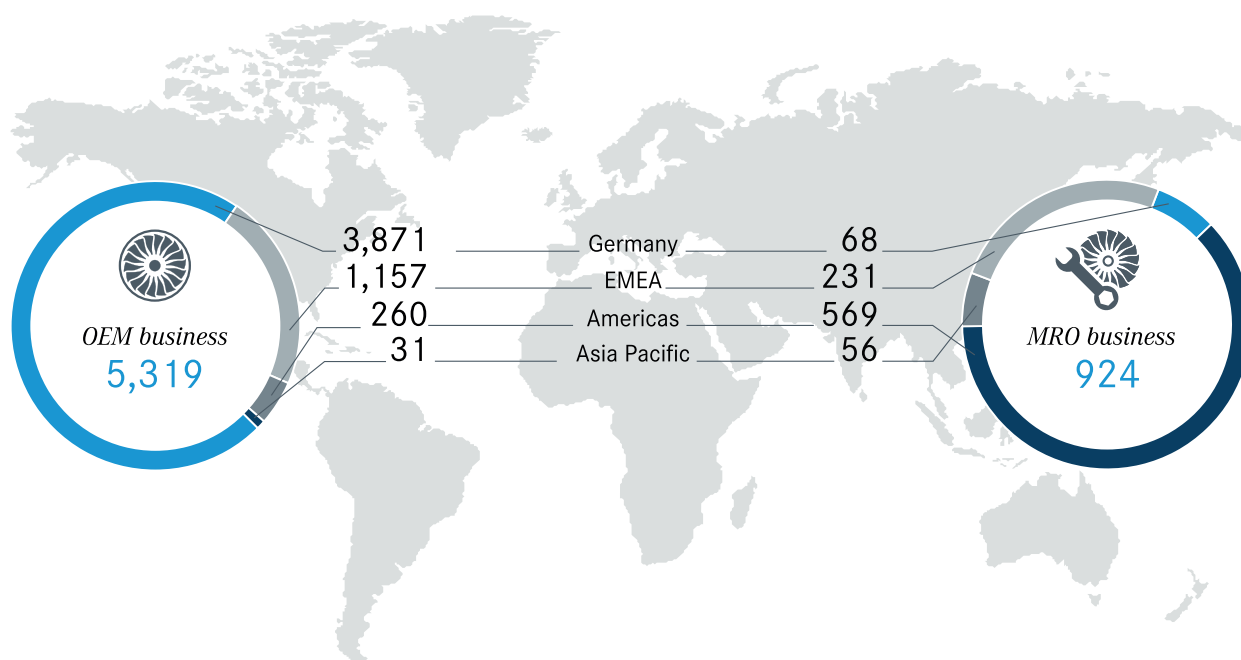 3,871 Germany 68
1,157 EMEA 231
260 Americas 569
31 Asia Pacific 56
OEM business
5,319
MRO business
924